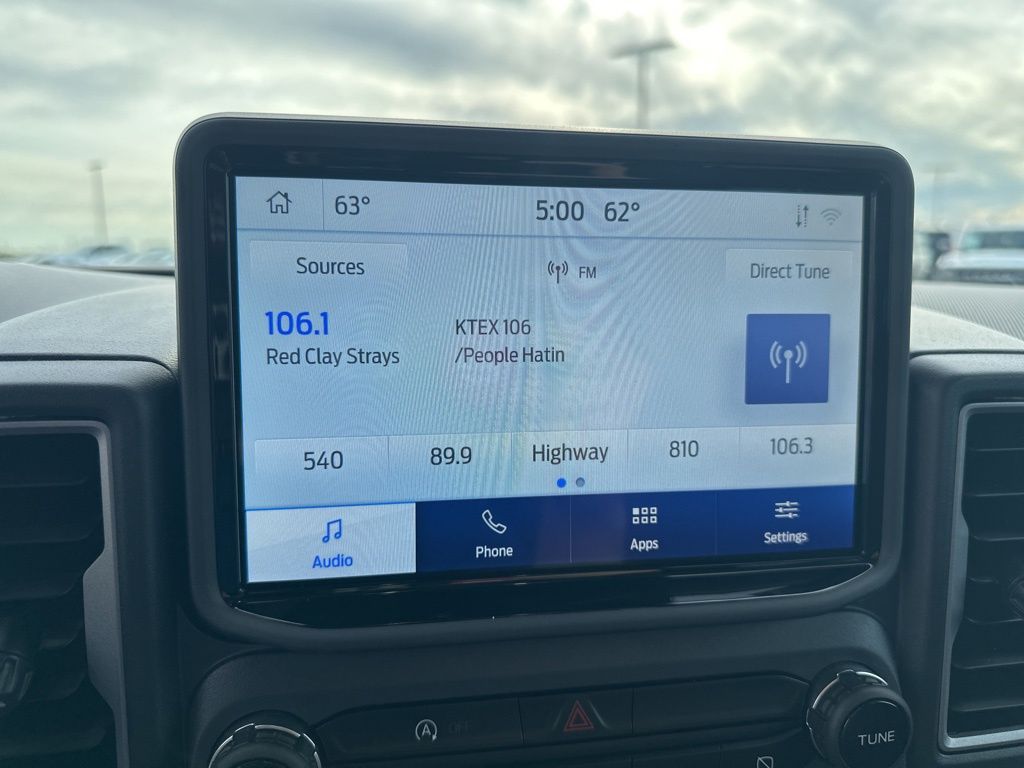 63° 5:00 62°
Sources FM Direct Tune
106.1 KTEX 106
Red Clay Strays /People Hatin
540 89.9 Highway 810 106.3
Audio Phone Apps Settings
A OFF
TUNE